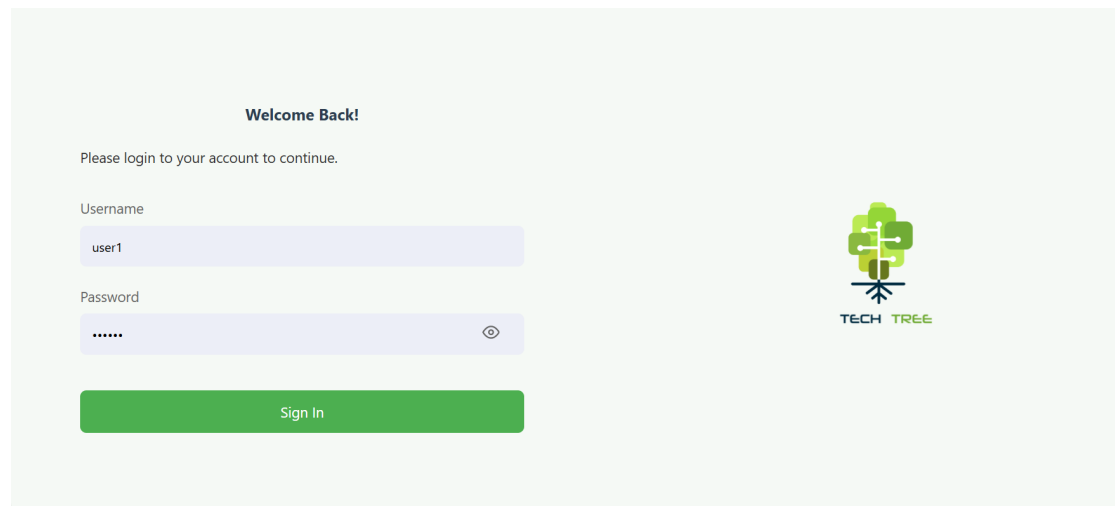 Welcome Back!
Please login to your account to continue.
Username
user1
Password
••••••
Sign In
TECH TREE